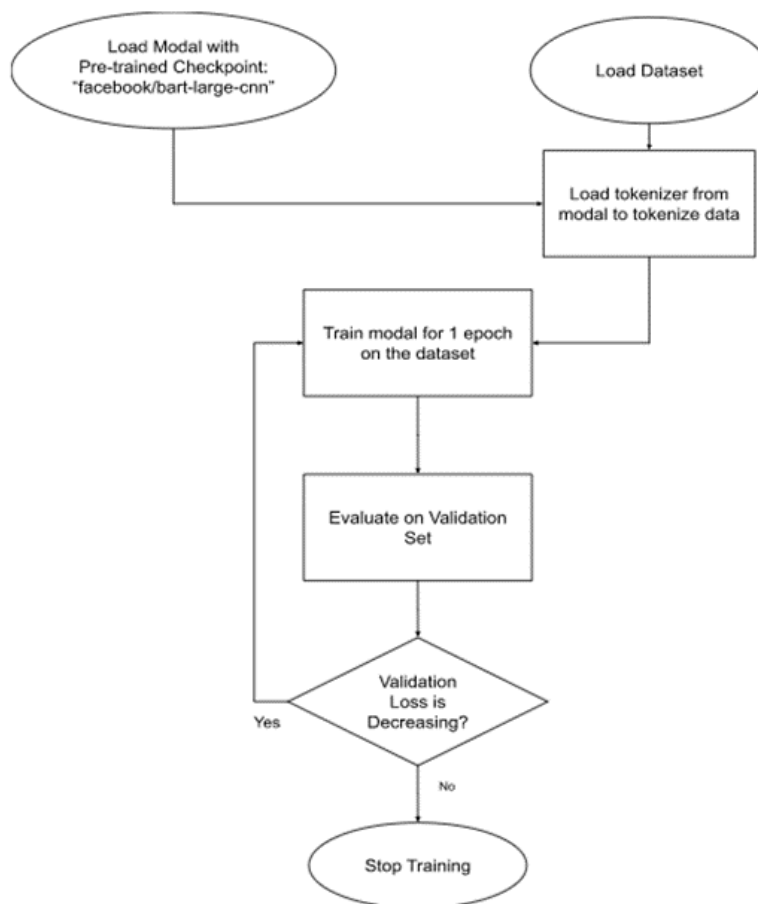 Load Modal with
Pre-trained Checkpoint:
"facebook/bart-large-cnn"
Load Dataset
Load tokenizer from
modal to tokenize data
Train modal for 1 epoch
on the dataset
Evaluate on Validation
Set
Validation
Loss is
Decreasing?
Yes
No
Stop Training